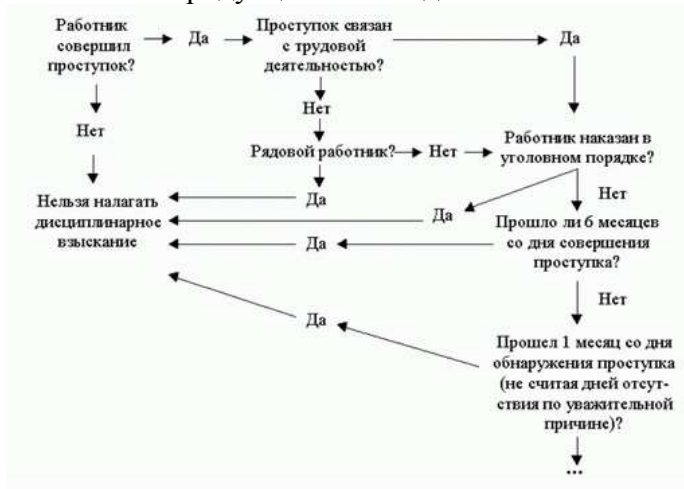 Работник
совершил
проступок?
Да
Проступок связан
с трудовой
деятельностью?
Да
Нет
Нет
Рядовой работник?
Нет
Работник наказан в
уголовном порядке?
Нельзя налагать
дисциплинарное
взыскание
Да
Да
Нет
Да
Прошло ли 6 месяцев
со дня совершения
проступка?
Нет
Да
Прошел 1 месяц со дня
обнаружения проступка
(не считая дней отсут-
ствия по уважительной
причине)?
...